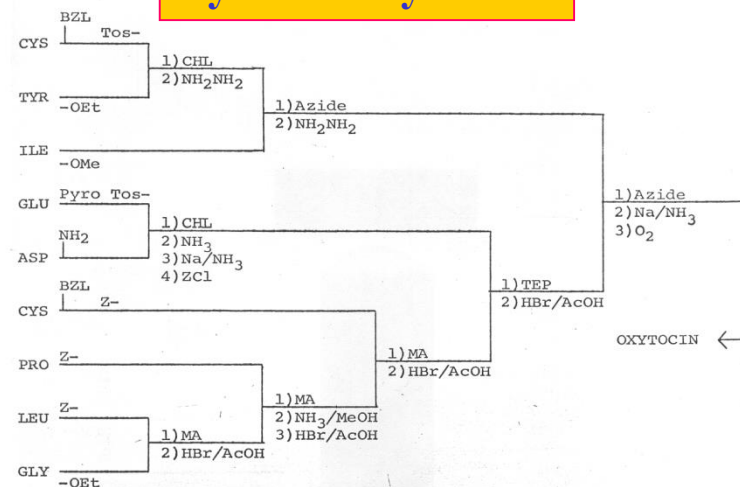 BZL
CYS Tos-
1)CHL
2)NH2NH2
TYR
-OEt
1)Azide
2)NH2NH2
ILE
-OMe
GLU Pyro Tos-
1)Azide
2)Na/NH3
3)O2
1)CHL
2)NH3
3)Na/NH3
4)ZCl
NH2
ASP
BZL
CYS Z-
1)TEP
2)HBr/AcOH
OXYTOCIN ←
PRO Z-
1)MA
2)HBr/AcOH
LEU Z-
1)MA
2)NH3/MeOH
3)HBr/AcOH
1)MA
2)HBr/AcOH
GLY
-OEt